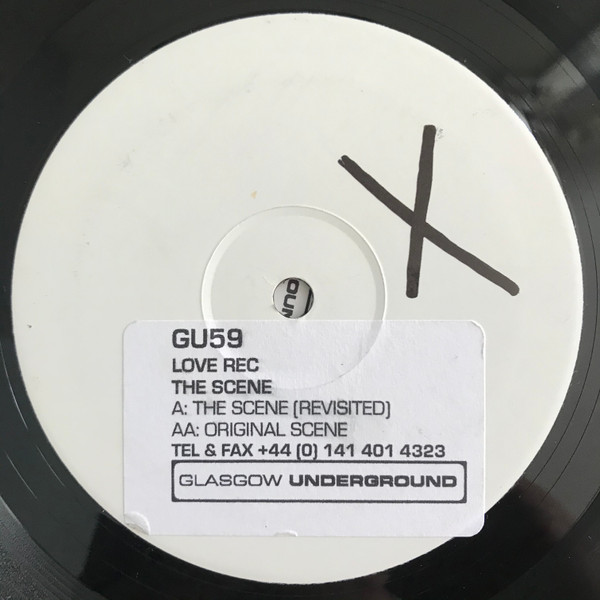 X
GU59
LOVE REC
THE SCENE
A: THE SCENE (REVISITED)
AA: ORIGINAL SCENE
TEL & FAX +44 (0) 141 401 4323
GLASGOW UNDERGROUND